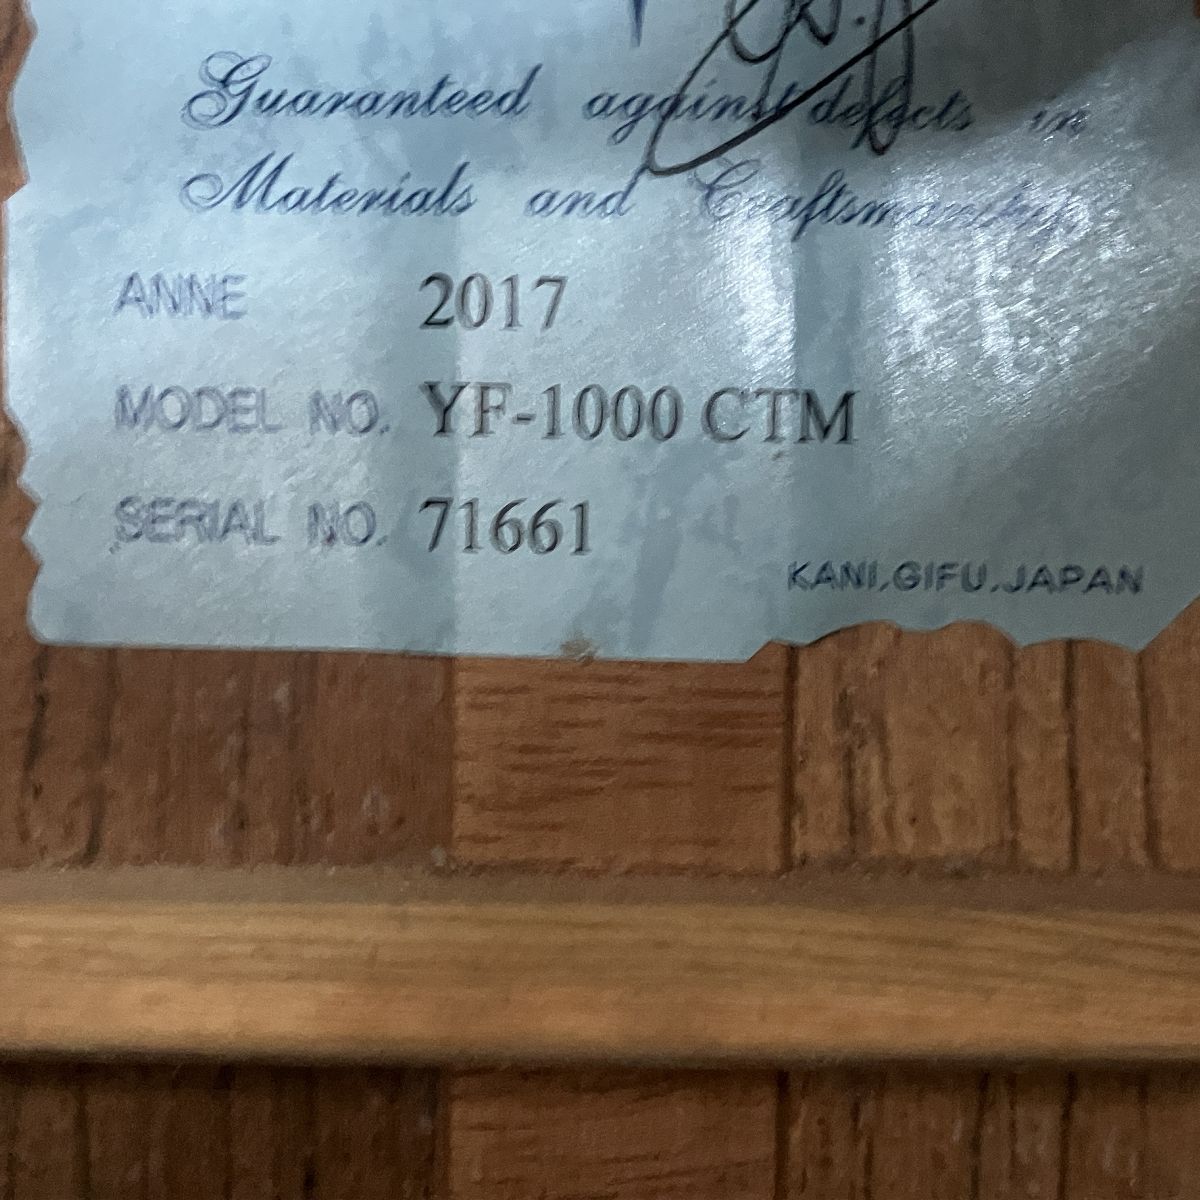 Guaranteed against defects in
Materials and Craftsmanship.
ANNE 2017
MODEL NO. YF-1000 CTM
SERIAL NO. 71661
KANI,GIFU.JAPAN